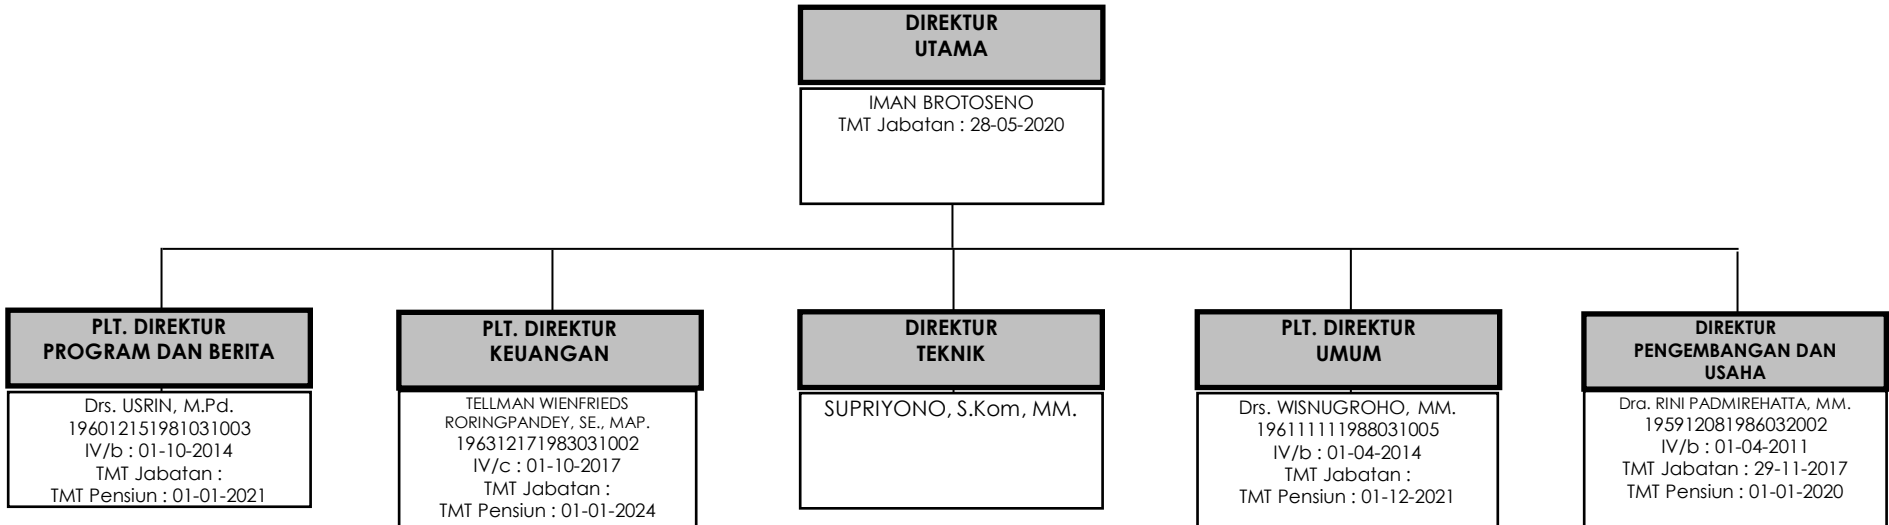 DIREKTUR
UTAMA
IMAN BROTOSENO
TMT Jabatan : 28-05-2020
PLT. DIREKTUR
PROGRAM DAN BERITA
Drs. USRIN, M.Pd.
196012151981031003
IV/b : 01-10-2014
TMT Jabatan :
TMT Pensiun : 01-01-2021
PLT. DIREKTUR
KEUANGAN
TELLMAN WIENFRIEDS
RORINGPANDEY, SE., MAP.
196312171983031002
IV/c : 01-10-2017
TMT Jabatan :
TMT Pensiun : 01-01-2024
DIREKTUR
TEKNIK
SUPRIYONO, S.Kom, MM.
PLT. DIREKTUR
UMUM
Drs. WISNUGROHO, MM.
196111111988031005
IV/b : 01-04-2014
TMT Jabatan :
TMT Pensiun : 01-12-2021
DIREKTUR
PENGEMBANGAN DAN
USAHA
Dra. RINI PADMIREHATTA, MM.
195912081986032002
IV/b : 01-04-2011
TMT Jabatan : 29-11-2017
TMT Pensiun : 01-01-2020